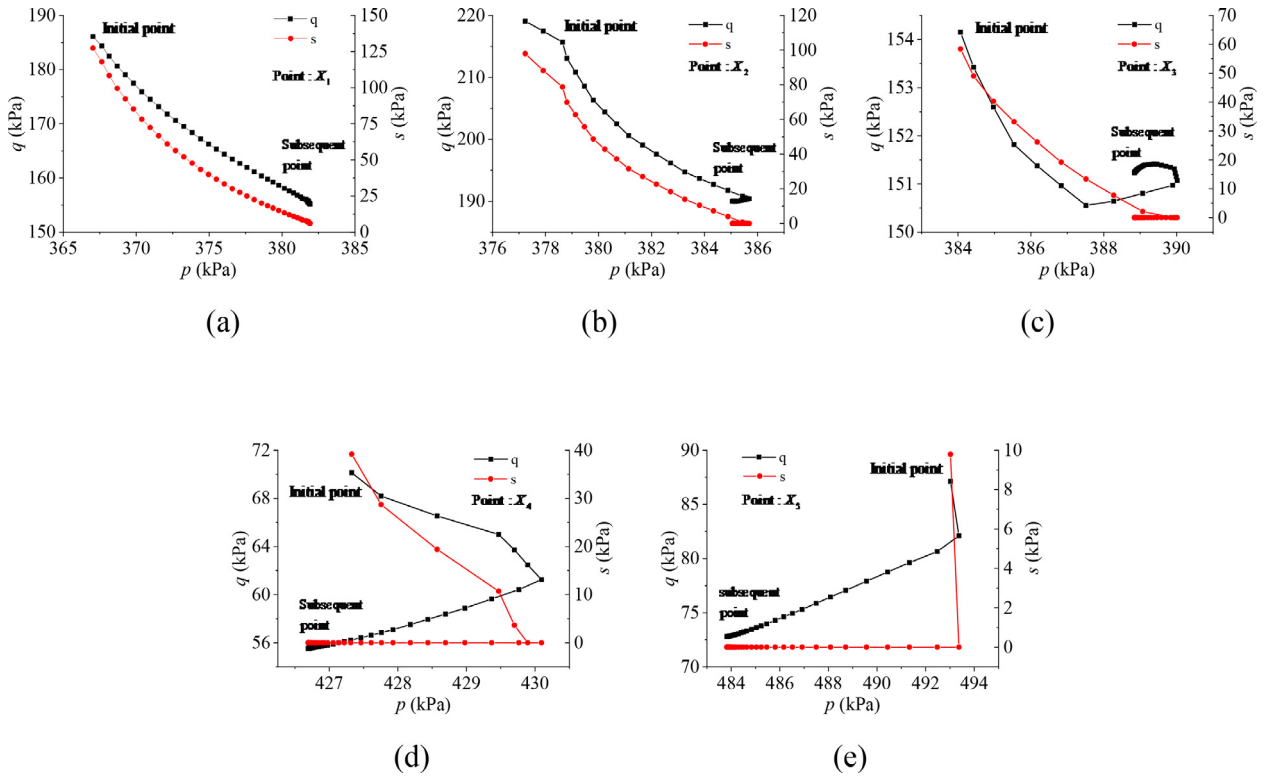 190
180
170
160
150
q (kPa)
365 370 375 380 385
p (kPa)
150
125
100
75
50
25
0
s (kPa)
Initial point
q
s
Point : X1
Subsequent
point
(a)
220
210
200
190
q (kPa)
376 378 380 382 384 386
p (kPa)
120
100
80
60
40
20
0
s (kPa)
Initial point
q
s
Point : X2
Subsequent
point
(b)
154
153
152
151
150
q (kPa)
384 386 388 390
p (kPa)
70
60
50
40
30
20
10
0
s (kPa)
Initial point
q
s
Point : X3
Subsequent
point
(c)
72
68
64
60
56
q (kPa)
427 428 429 430
p (kPa)
40
30
20
10
0
s (kPa)
Initial point
q
s
Point : X4
Subsequent
point
(d)
90
85
80
75
70
q (kPa)
484 486 488 490 492 494
p (kPa)
10
8
6
4
2
0
s (kPa)
q
s
Initial point
Point : X5
subsequent
point
(e)